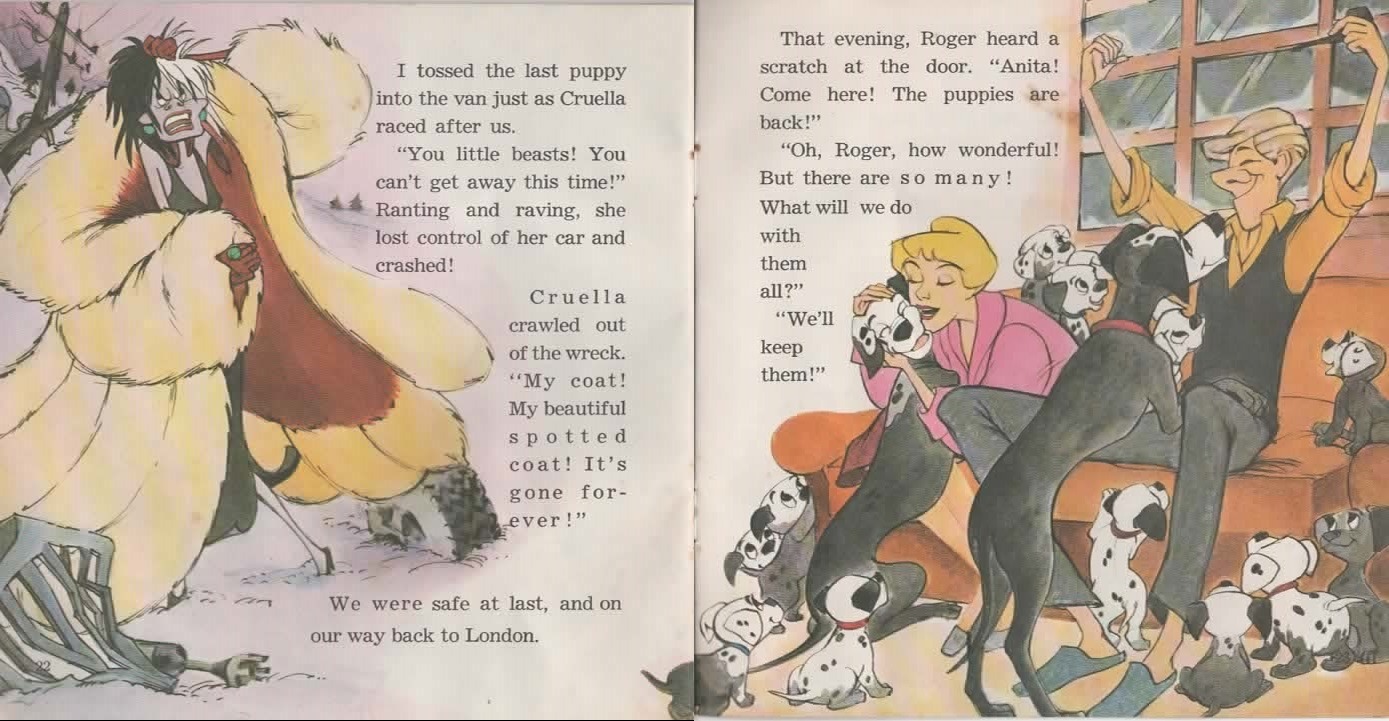 I tossed the last puppy
into the van just as Cruella
raced after us.
“You little beasts! You
can’t get away this time!”
Ranting and raving, she
lost control of her car and
crashed!
Cruella
crawled out
of the wreck.
“My coat!
My beautiful
spotted
coat! It’s
gone for-
ever!”
We were safe at last, and on
our way back to London.
22
That evening, Roger heard a
scratch at the door. “Anita!
Come here! The puppies are
back!”
“Oh, Roger, how wonderful!
But there are so many!
What will we do
with
them
all?”
“We’ll
keep
them!”